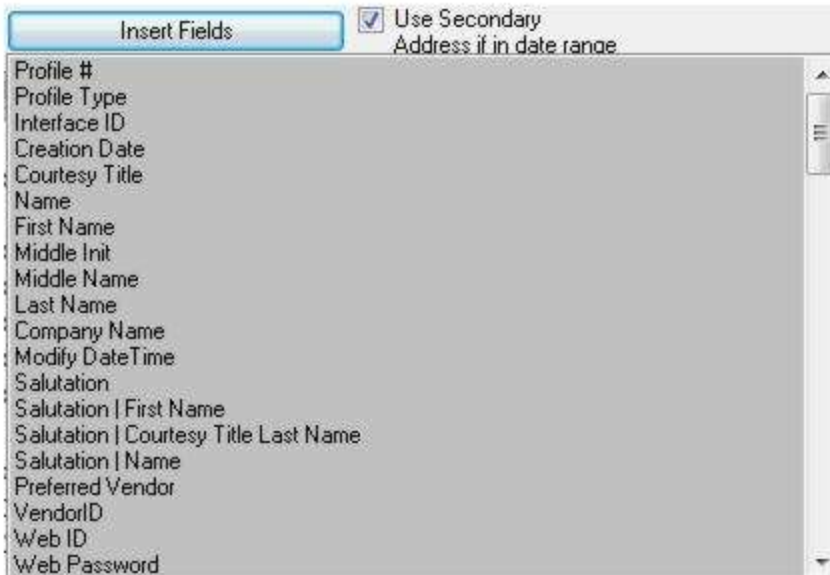 Insert Fields
Use Secondary
Address if in date range
Profile #
Profile Type
Interface ID
Creation Date
Courtesy Title
Name
First Name
Middle Init
Middle Name
Last Name
Company Name
Modify DateTime
Salutation
Salutation | First Name
Salutation | Courtesy Title Last Name
Salutation | Name
Preferred Vendor
VendorID
Web ID
Web Password